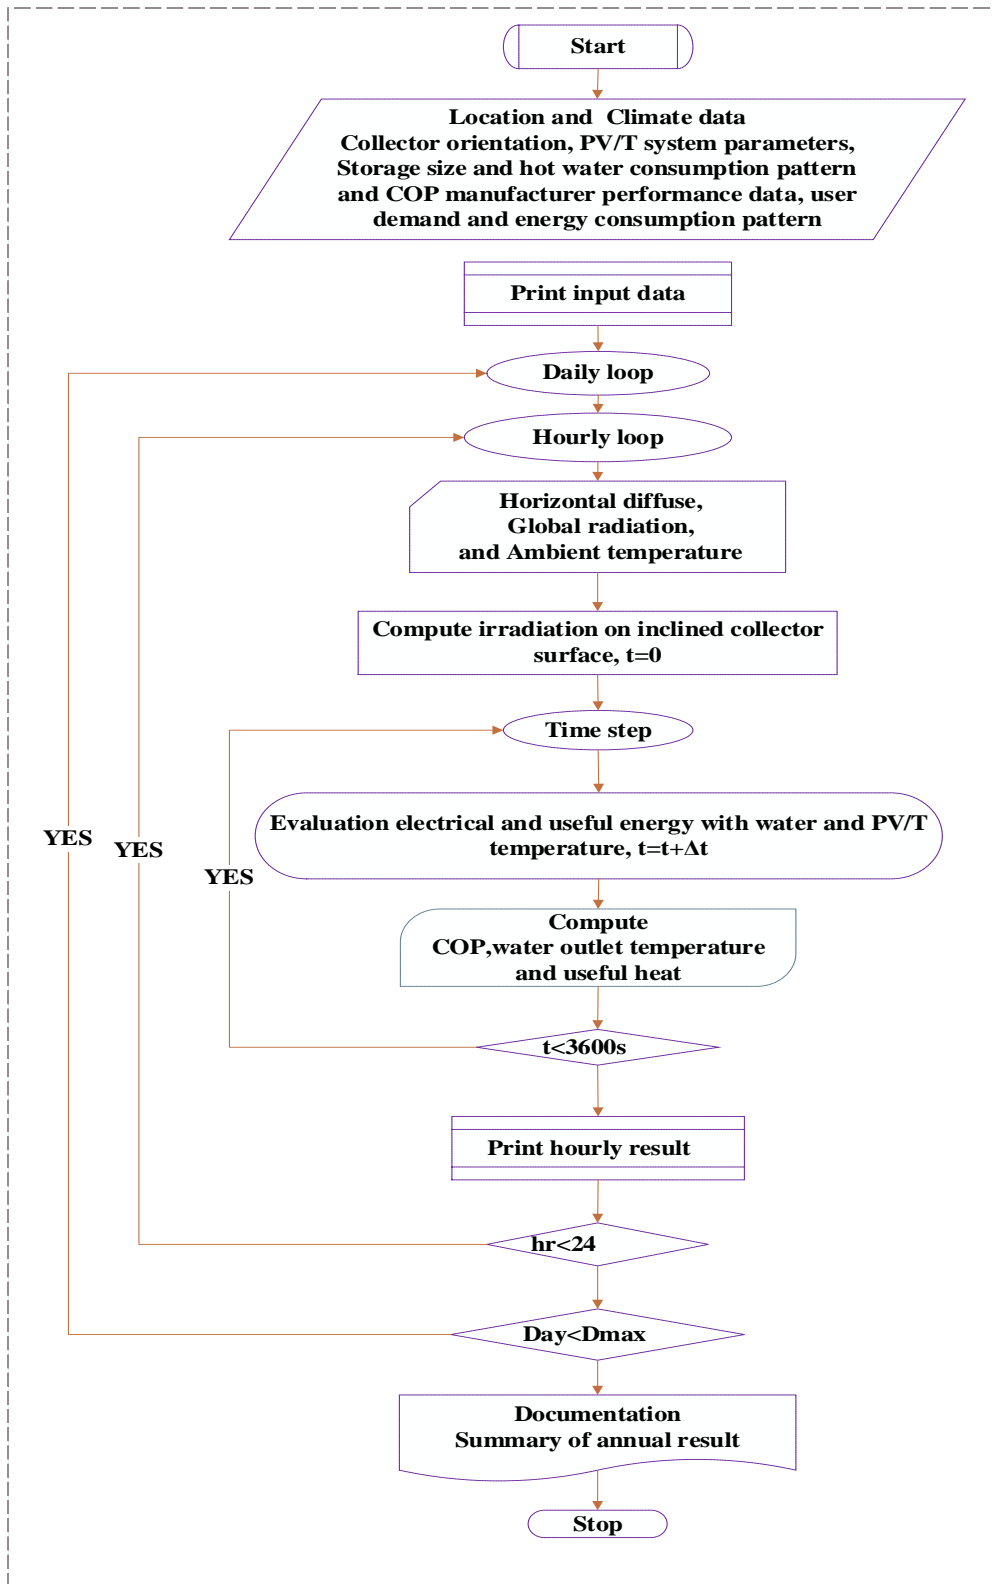 Start
Location and Climate data
Collector orientation, PV/T system parameters,
Storage size and hot water consumption pattern
and COP manufacturer performance data, user
demand and energy consumption pattern
Print input data
Daily loop
Hourly loop
Horizontal diffuse,
Global radiation,
and Ambient temperature
Compute irradiation on inclined collector
surface, t=0
Time step
Evaluation electrical and useful energy with water and PV/T
temperature, t=t+Δt
YES
YES
YES
Compute
COP,water outlet temperature
and useful heat
t<3600s
Print hourly result
hr<24
Day<Dmax
Documentation
Summary of annual result
Stop